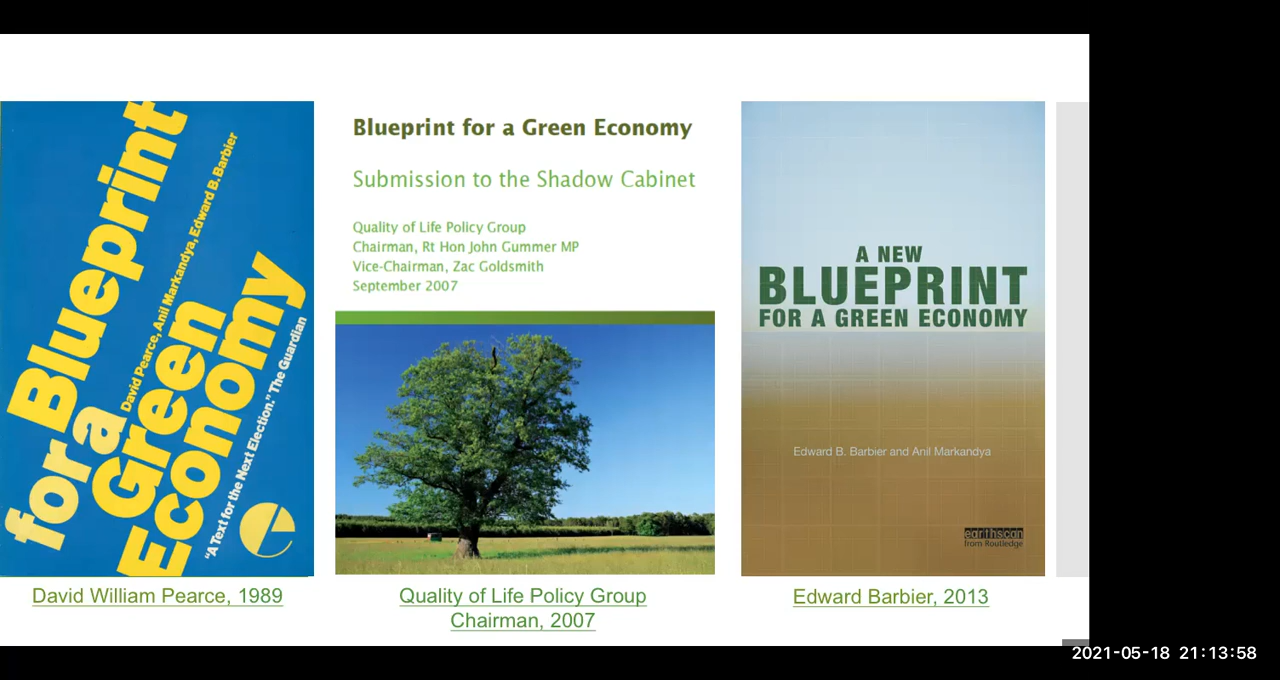 Blueprint
for a
Green
Economy
David Pearce, Anil Markandya, Edward B. Barbier
"A Text for the Next Election." The Guardian
David William Pearce, 1989
Blueprint for a Green Economy
Submission to the Shadow Cabinet
Quality of Life Policy Group
Chairman, Rt Hon John Gummer MP
Vice-Chairman, Zac Goldsmith
September 2007
Quality of Life Policy Group
Chairman, 2007
A NEW
BLUEPRINT
FOR A GREEN ECONOMY
Edward B. Barbier and Anil Markandya
earthscan
from Routledge
Edward Barbier, 2013
2021-05-18 21:13:58